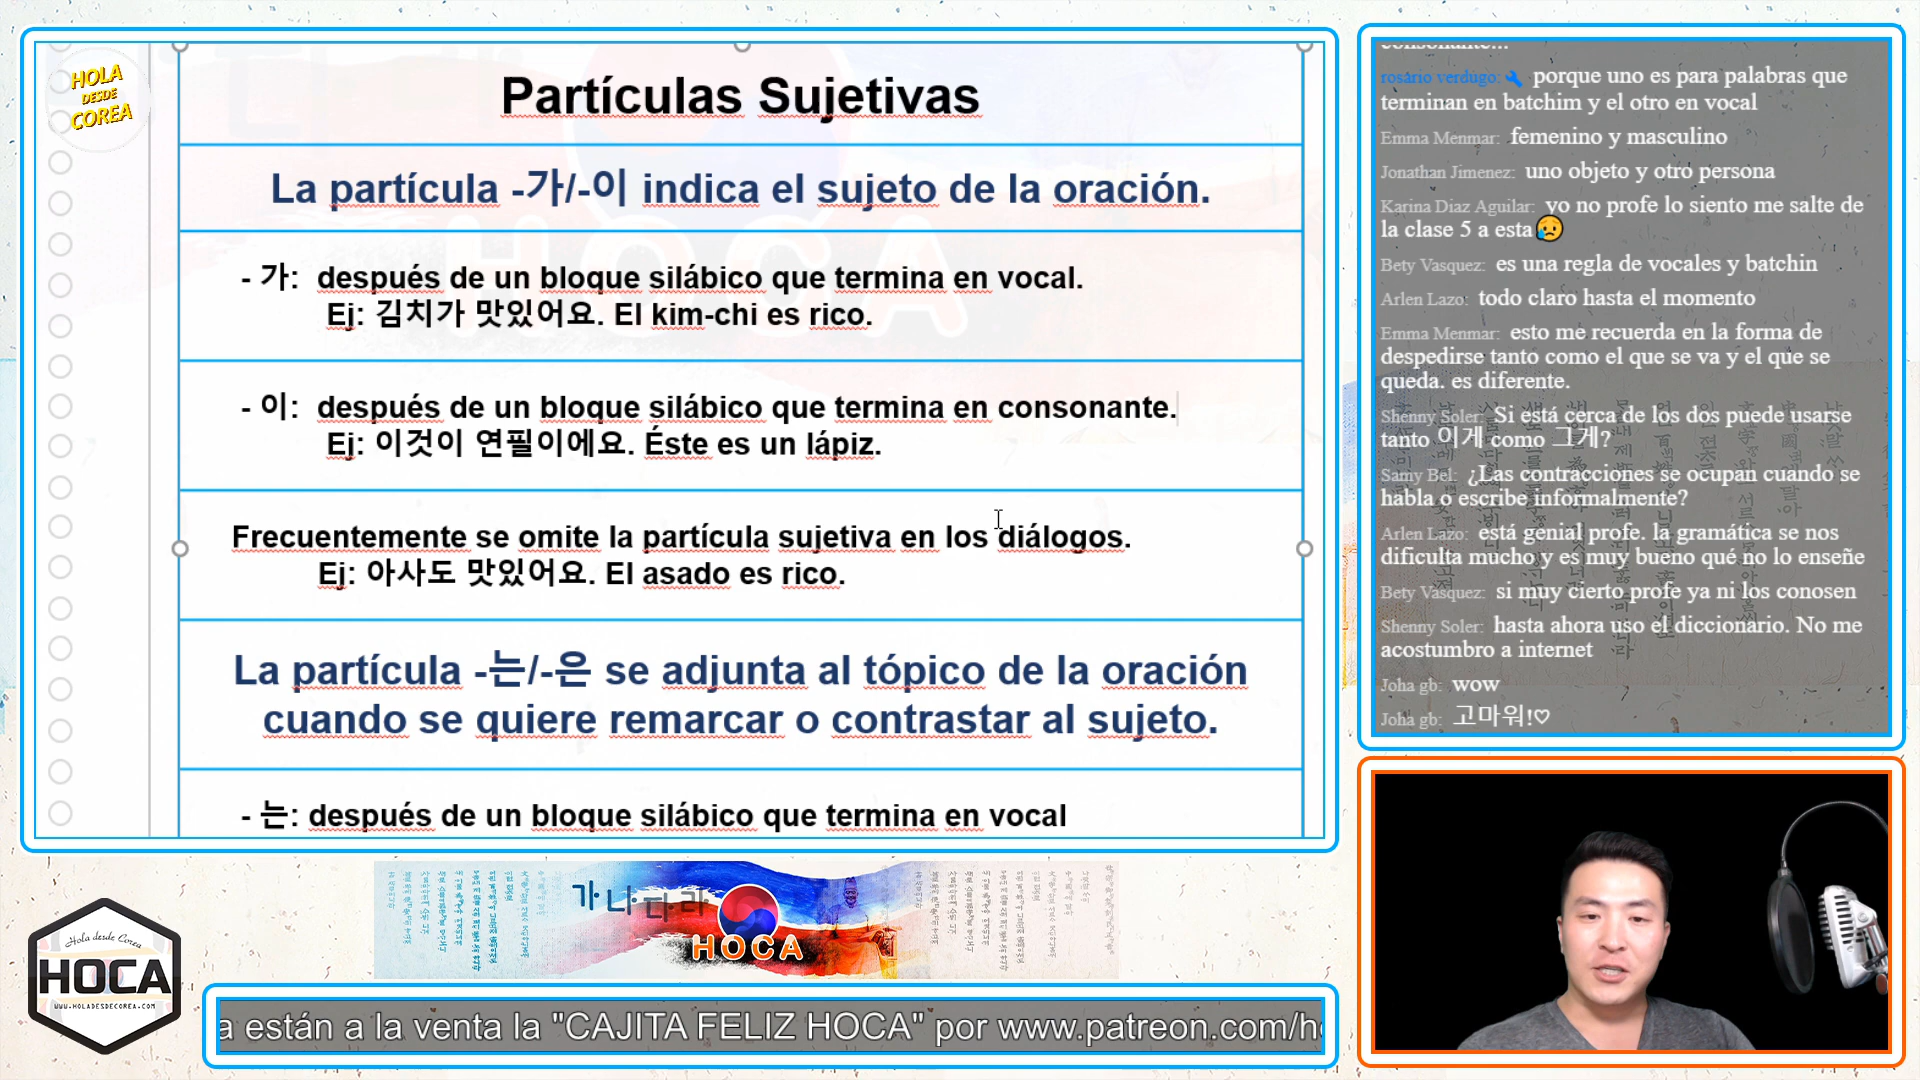 HOLA
DESDE
COREA
Partículas Sujetivas
La partícula -가/-이 indica el sujeto de la oración.
- 가: después de un bloque silábico que termina en vocal.
Ej: 김치가 맛있어요. El kim-chi es rico.
- 이: después de un bloque silábico que termina en consonante.
Ej: 이것이 연필이에요. Éste es un lápiz.
Frecuentemente se omite la partícula sujetiva en los diálogos.
Ej: 아사도 맛있어요. El asado es rico.
La partícula -는/-은 se adjunta al tópico de la oración
cuando se quiere remarcar o contrastar al sujeto.
- 는: después de un bloque silábico que termina en vocal
consonante...
rosario verdugo: porque uno es para palabras que
terminan en batchim y el otro en vocal
Emma Menmar: femenino y masculino
Jonathan Jimenez: uno objeto y otro persona
Karina Diaz Aguilar: yo no profe lo siento me salte de
la clase 5 a esta😥
Bety Vasquez: es una regla de vocales y batchin
Arlen Lazo: todo claro hasta el momento
Emma Menmar: esto me recuerda en la forma de
despedirse tanto como el que se va y el que se
queda. es diferente.
Shenny Soler: Si está cerca de los dos puede usarse
tanto 이게 como 그게?
Samy Bel: ¿Las contracciones se ocupan cuando se
habla o escribe informalmente?
Arlen Lazo: está genial profe. la gramática se nos
dificulta mucho y es muy bueno qué no lo enseñe
Bety Vasquez: si muy cierto profe ya ni los conosen
Shenny Soler: hasta ahora uso el diccionario. No me
acostumbro a internet
Joha gb: wow
Joha gb: 고마워!♡
가나다라
HOCA
Hola desde Corea
HOCA
WWW.HOLADESDECOREA.COM
a están a la venta la "CAJITA FELIZ HOCA" por www.patreon.com/h